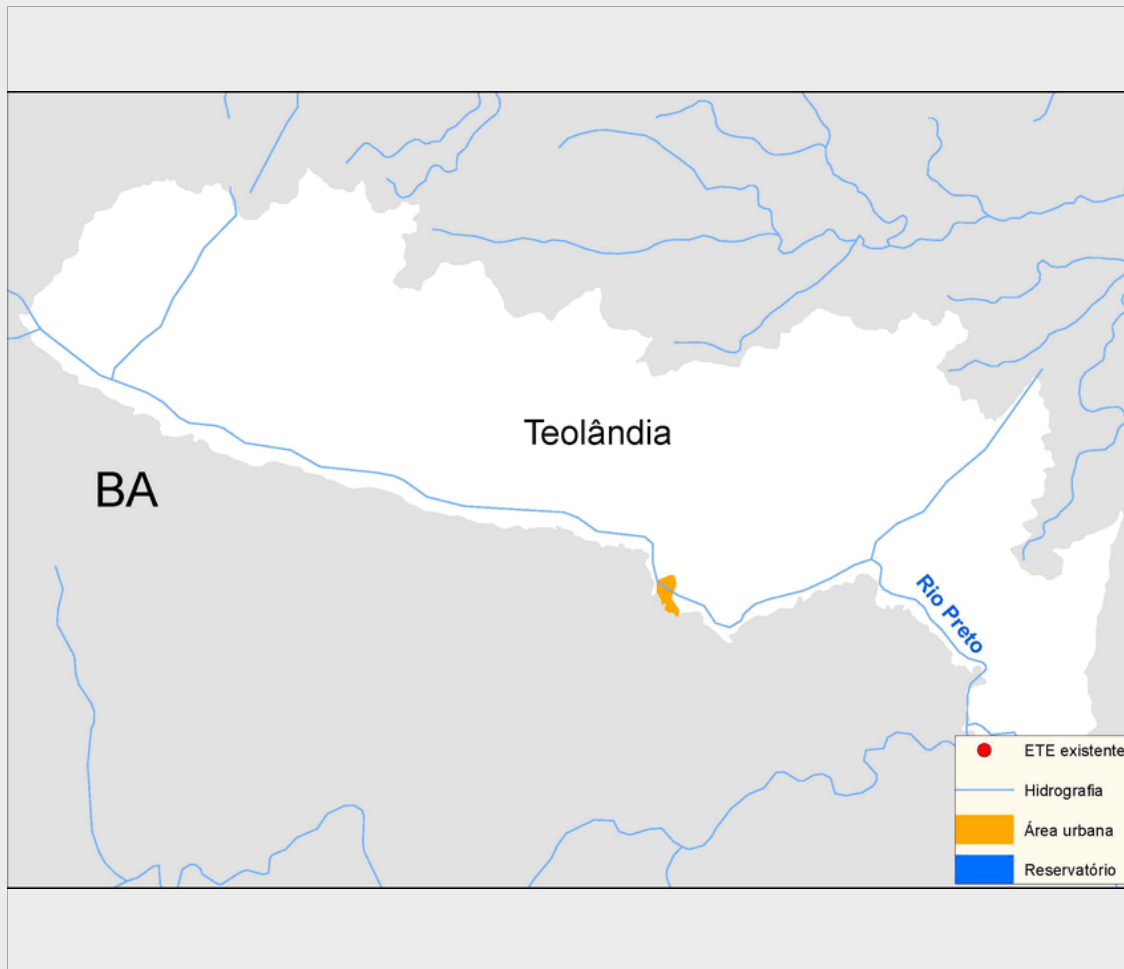 Teolândia
BA
Rio Preto
ETE existente
Hidrografia
Área urbana
Reservatório